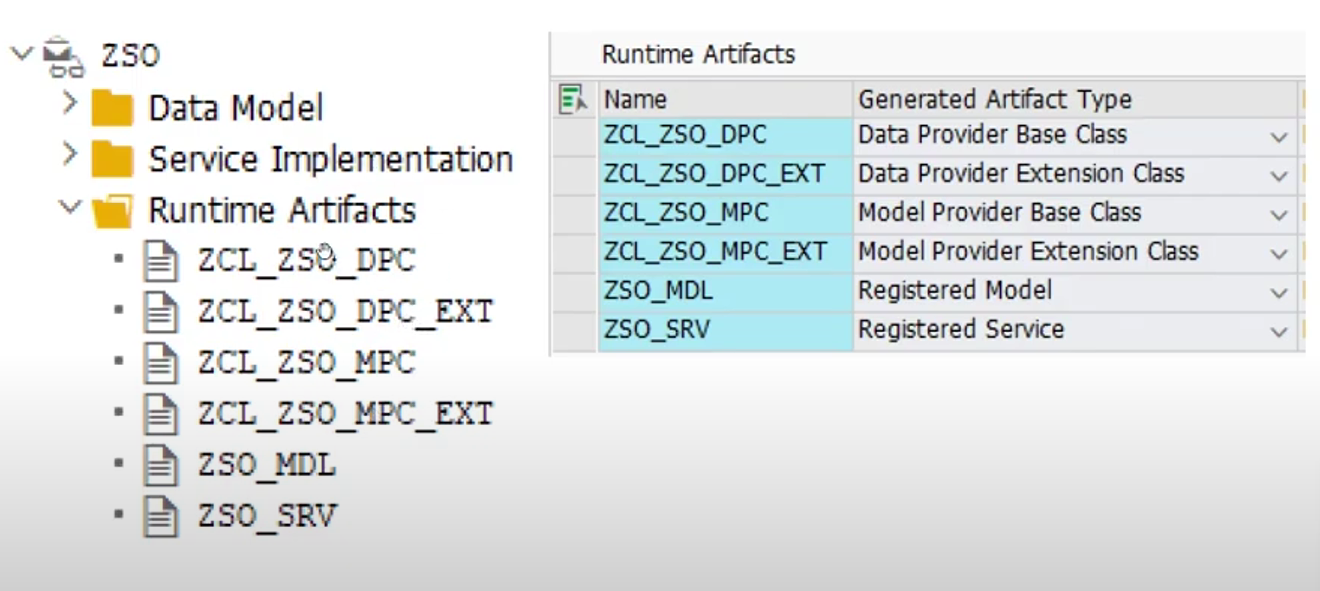 ZSO
Data Model
Service Implementation
Runtime Artifacts
ZCL_ZSO_DPC
ZCL_ZSO_DPC_EXT
ZCL_ZSO_MPC
ZCL_ZSO_MPC_EXT
ZSO_MDL
ZSO_SRV
Runtime Artifacts
Name Generated Artifact Type
ZCL_ZSO_DPC Data Provider Base Class
ZCL_ZSO_DPC_EXT Data Provider Extension Class
ZCL_ZSO_MPC Model Provider Base Class
ZCL_ZSO_MPC_EXT Model Provider Extension Class
ZSO_MDL Registered Model
ZSO_SRV Registered Service